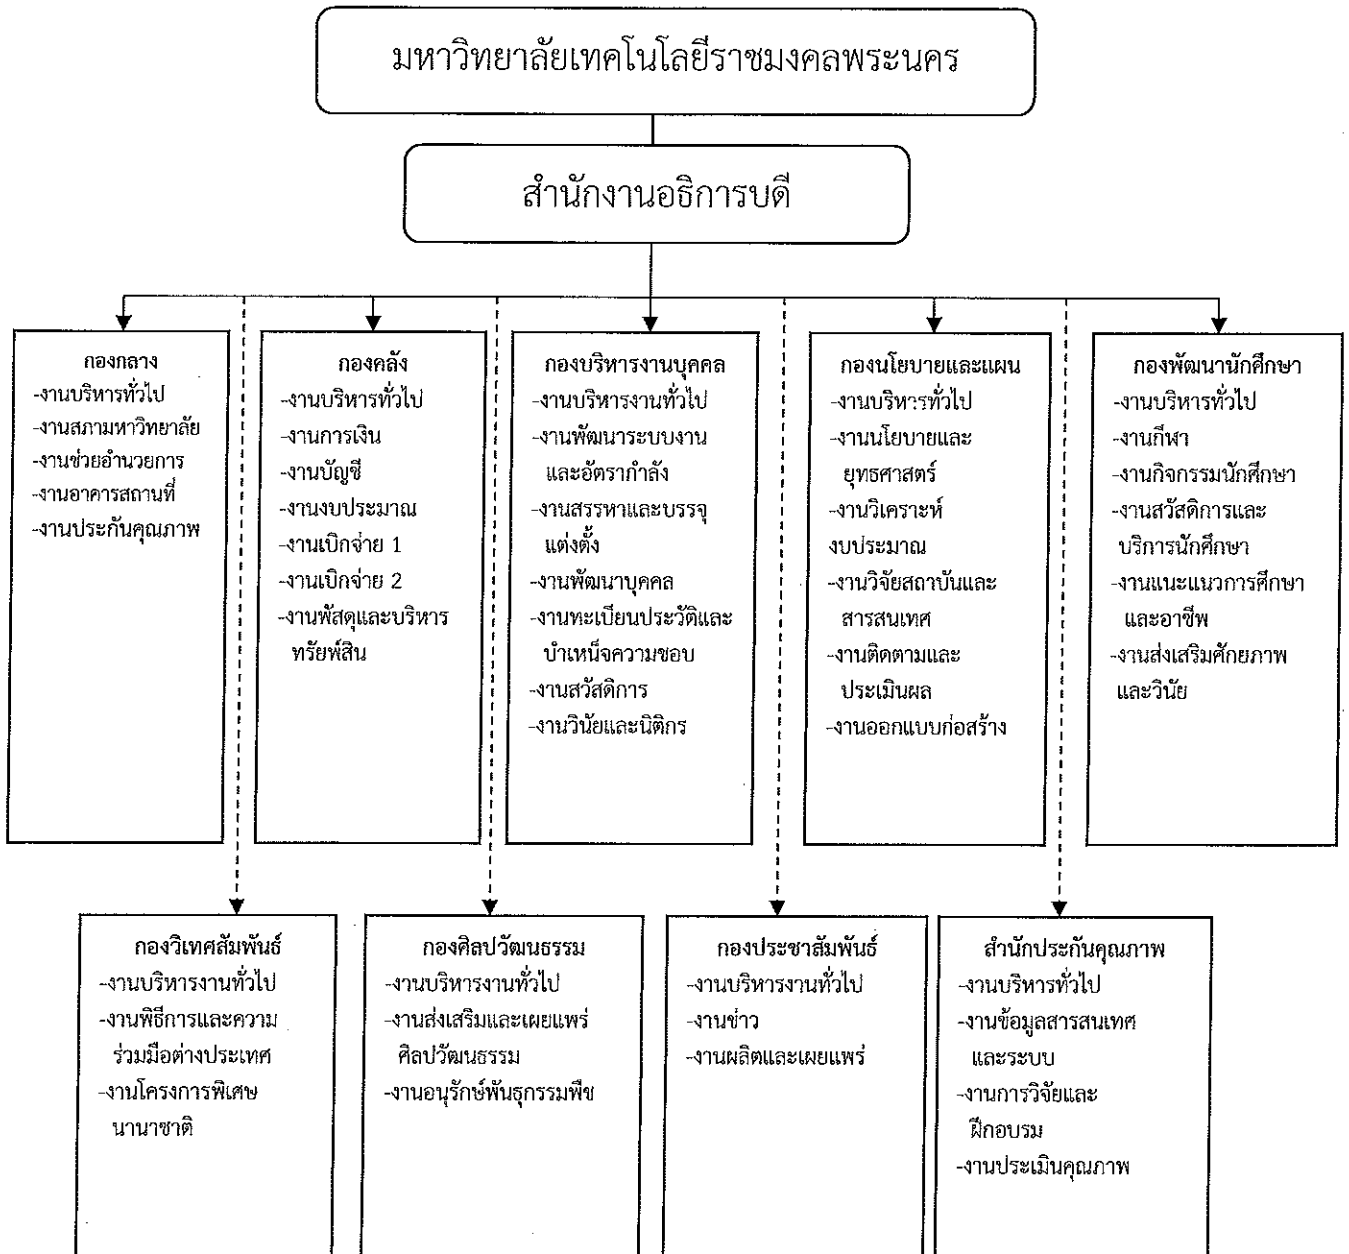 มหาวิทยาลัยเทคโนโลยีราชมงคลพระนคร
สำนักงานอธิการบดี
กองกลาง
-งานบริหารทั่วไป
-งานสภามหาวิทยาลัย
-งานช่วยอำนวยการ
-งานอาคารสถานที่
-งานประกันคุณภาพ
กองคลัง
-งานบริหารทั่วไป
-งานการเงิน
-งานบัญชี
-งานงบประมาณ
-งานเบิกจ่าย 1
-งานเบิกจ่าย 2
-งานพัสดุและบริหาร
ทรัยพ์สิน
กองบริหารงานบุคคล
-งานบริหารงานทั่วไป
-งานพัฒนาระบบงาน
และอัตรากำลัง
-งานสรรหาและบรรจุ
แต่งตั้ง
-งานพัฒนาบุคคล
-งานทะเบียนประวัติและ
บำเหน็จความชอบ
-งานสวัสดิการ
-งานวินัยและนิติกร
กองนโยบายและแผน
-งานบริหารทั่วไป
-งานนโยบายและ
ยุทธศาสตร์
-งานวิเคราะห์
งบประมาณ
-งานวิจัยสถาบันและ
สารสนเทศ
-งานติดตามและ
ประเมินผล
-งานออกแบบก่อสร้าง
กองพัฒนานักศึกษา
-งานบริหารทั่วไป
-งานกีฬา
-งานกิจกรรมนักศึกษา
-งานสวัสดิการและ
บริการนักศึกษา
-งานแนะแนวการศึกษา
และอาชีพ
-งานส่งเสริมศักยภาพ
และวินัย
กองวิเทศสัมพันธ์
-งานบริหารงานทั่วไป
-งานพิธีการและความ
ร่วมมือต่างประเทศ
-งานโครงการพิเศษ
นานาชาติ
กองศิลปวัฒนธรรม
-งานบริหารงานทั่วไป
-งานส่งเสริมและเผยแพร่
ศิลปวัฒนธรรม
-งานอนุรักษ์พันธุกรรมพืช
กองประชาสัมพันธ์
-งานบริหารงานทั่วไป
-งานข่าว
-งานผลิตและเผยแพร่
สำนักประกันคุณภาพ
-งานบริหารทั่วไป
-งานข้อมูลสารสนเทศ
และระบบ
-งานการวิจัยและ
ฝึกอบรม
-งานประเมินคุณภาพ